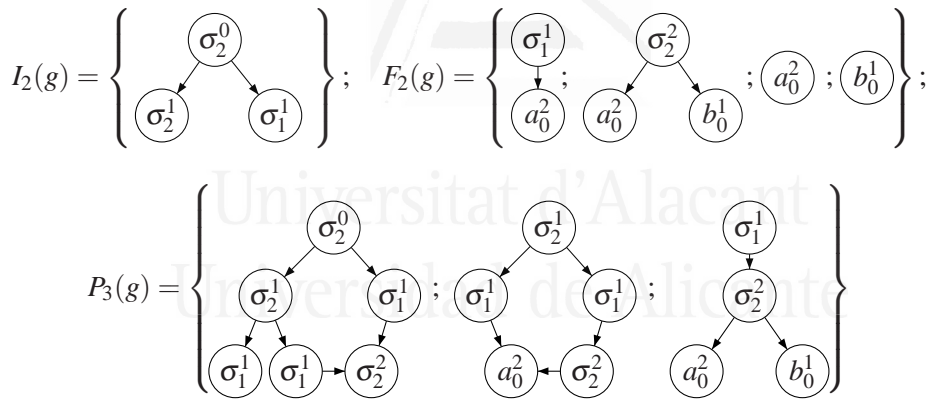 I₂(g) = { σ₂⁰ σ₂¹ σ₁¹ } ; F₂(g) = { σ₁¹ a₀² ; σ₂² a₀² b₀¹ ; a₀² ; b₀¹ } ;
Universitat d'Alacant
Universidad de Alicante
P₃(g) = { σ₂⁰ σ₂¹ σ₁¹ σ₁¹ σ₁¹ σ₂² ; σ₂¹ σ₁¹ σ₁¹ a₀² σ₂² ; σ₁¹ σ₂² a₀² b₀¹ }